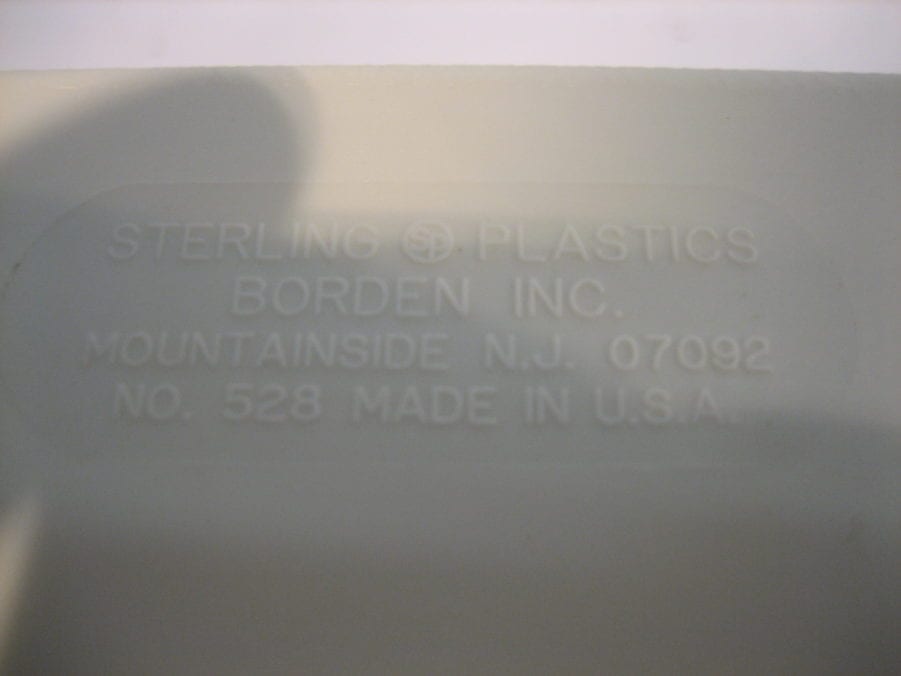 STERLING SP PLASTICS
BORDEN INC.
MOUNTAINSIDE N.J. 07092
NO. 528 MADE IN U.S.A.